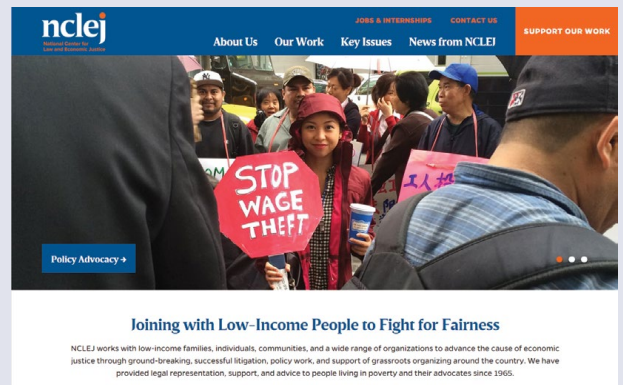 nclej
National Center for
Law and Economic Justice
JOBS & INTERNSHIPS CONTACT US
SUPPORT OUR WORK
About Us Our Work Key Issues News from NCLEJ
STOP
WAGE
THEFT
工人
Policy Advocacy →
Joining with Low-Income People to Fight for Fairness
NCLEJ works with low-income families, individuals, communities, and a wide range of organizations to advance the cause of economic
justice through ground-breaking, successful litigation, policy work, and support of grassroots organizing around the country. We have
provided legal representation, support, and advice to people living in poverty and their advocates since 1965.